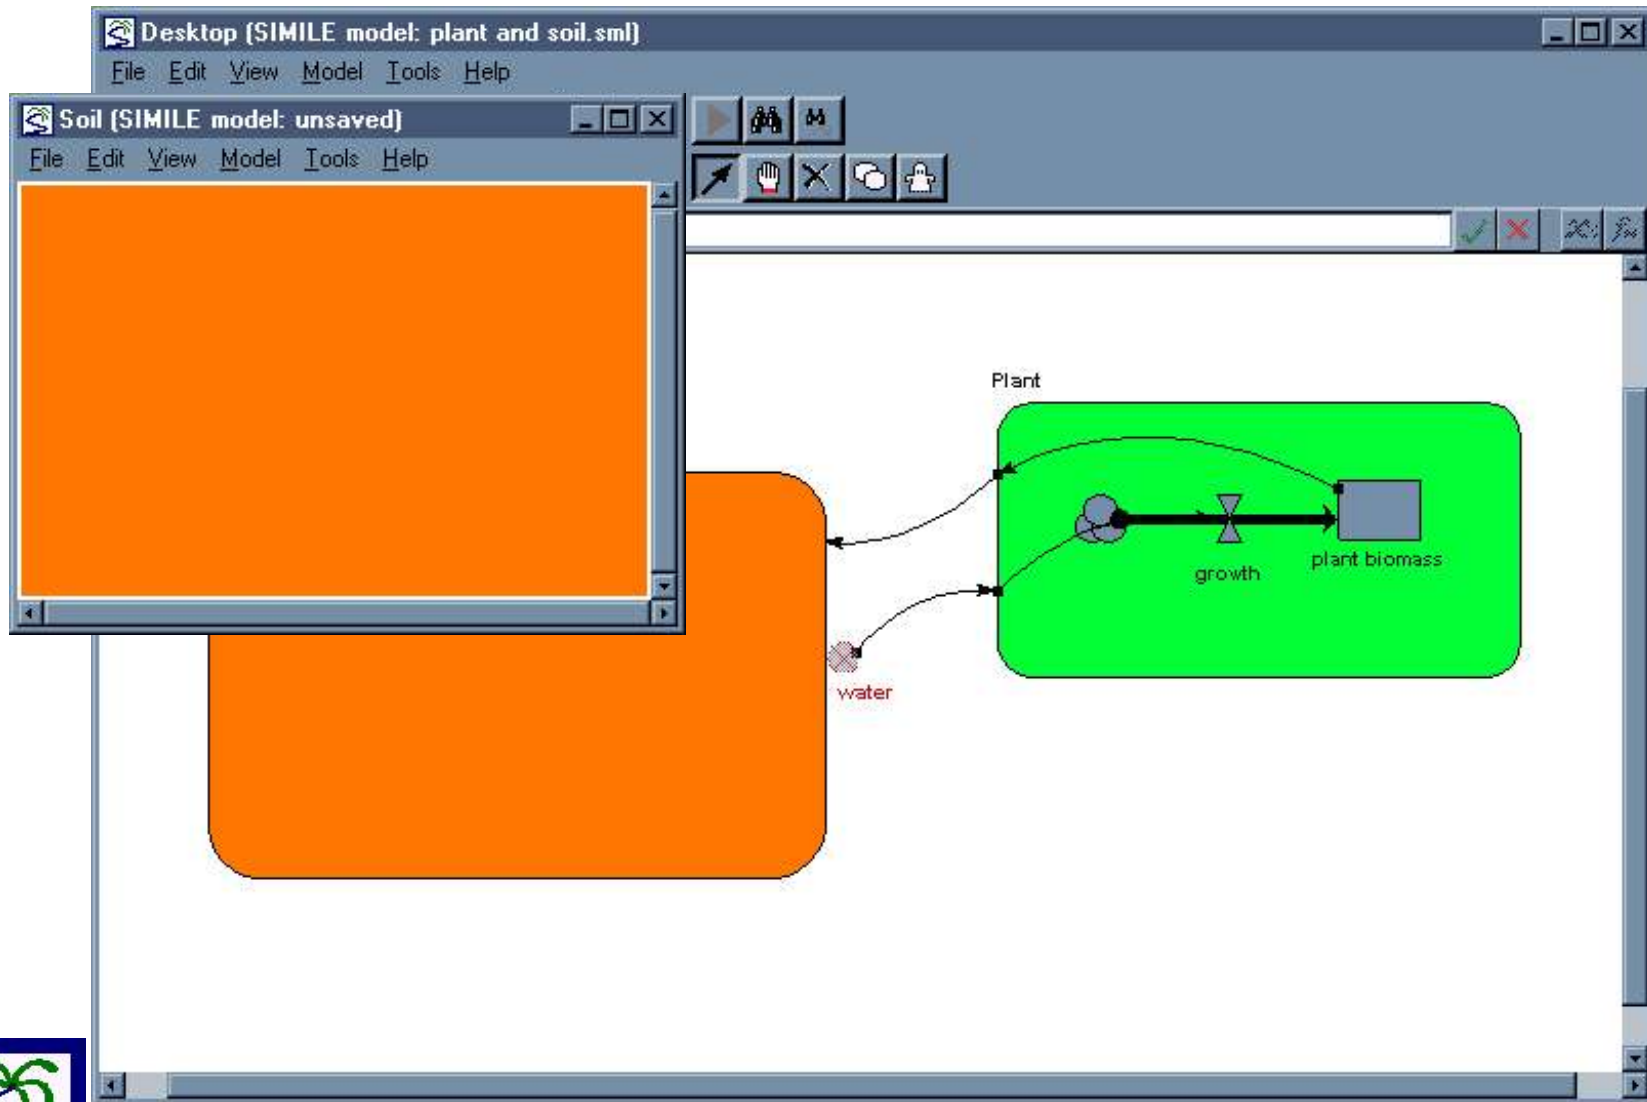 Desktop (SIMILE model: plant and soil.sml)
File Edit View Model Tools Help
Soil (SIMILE model: unsaved)
File Edit View Model Tools Help
Plant
growth
plant biomass
water